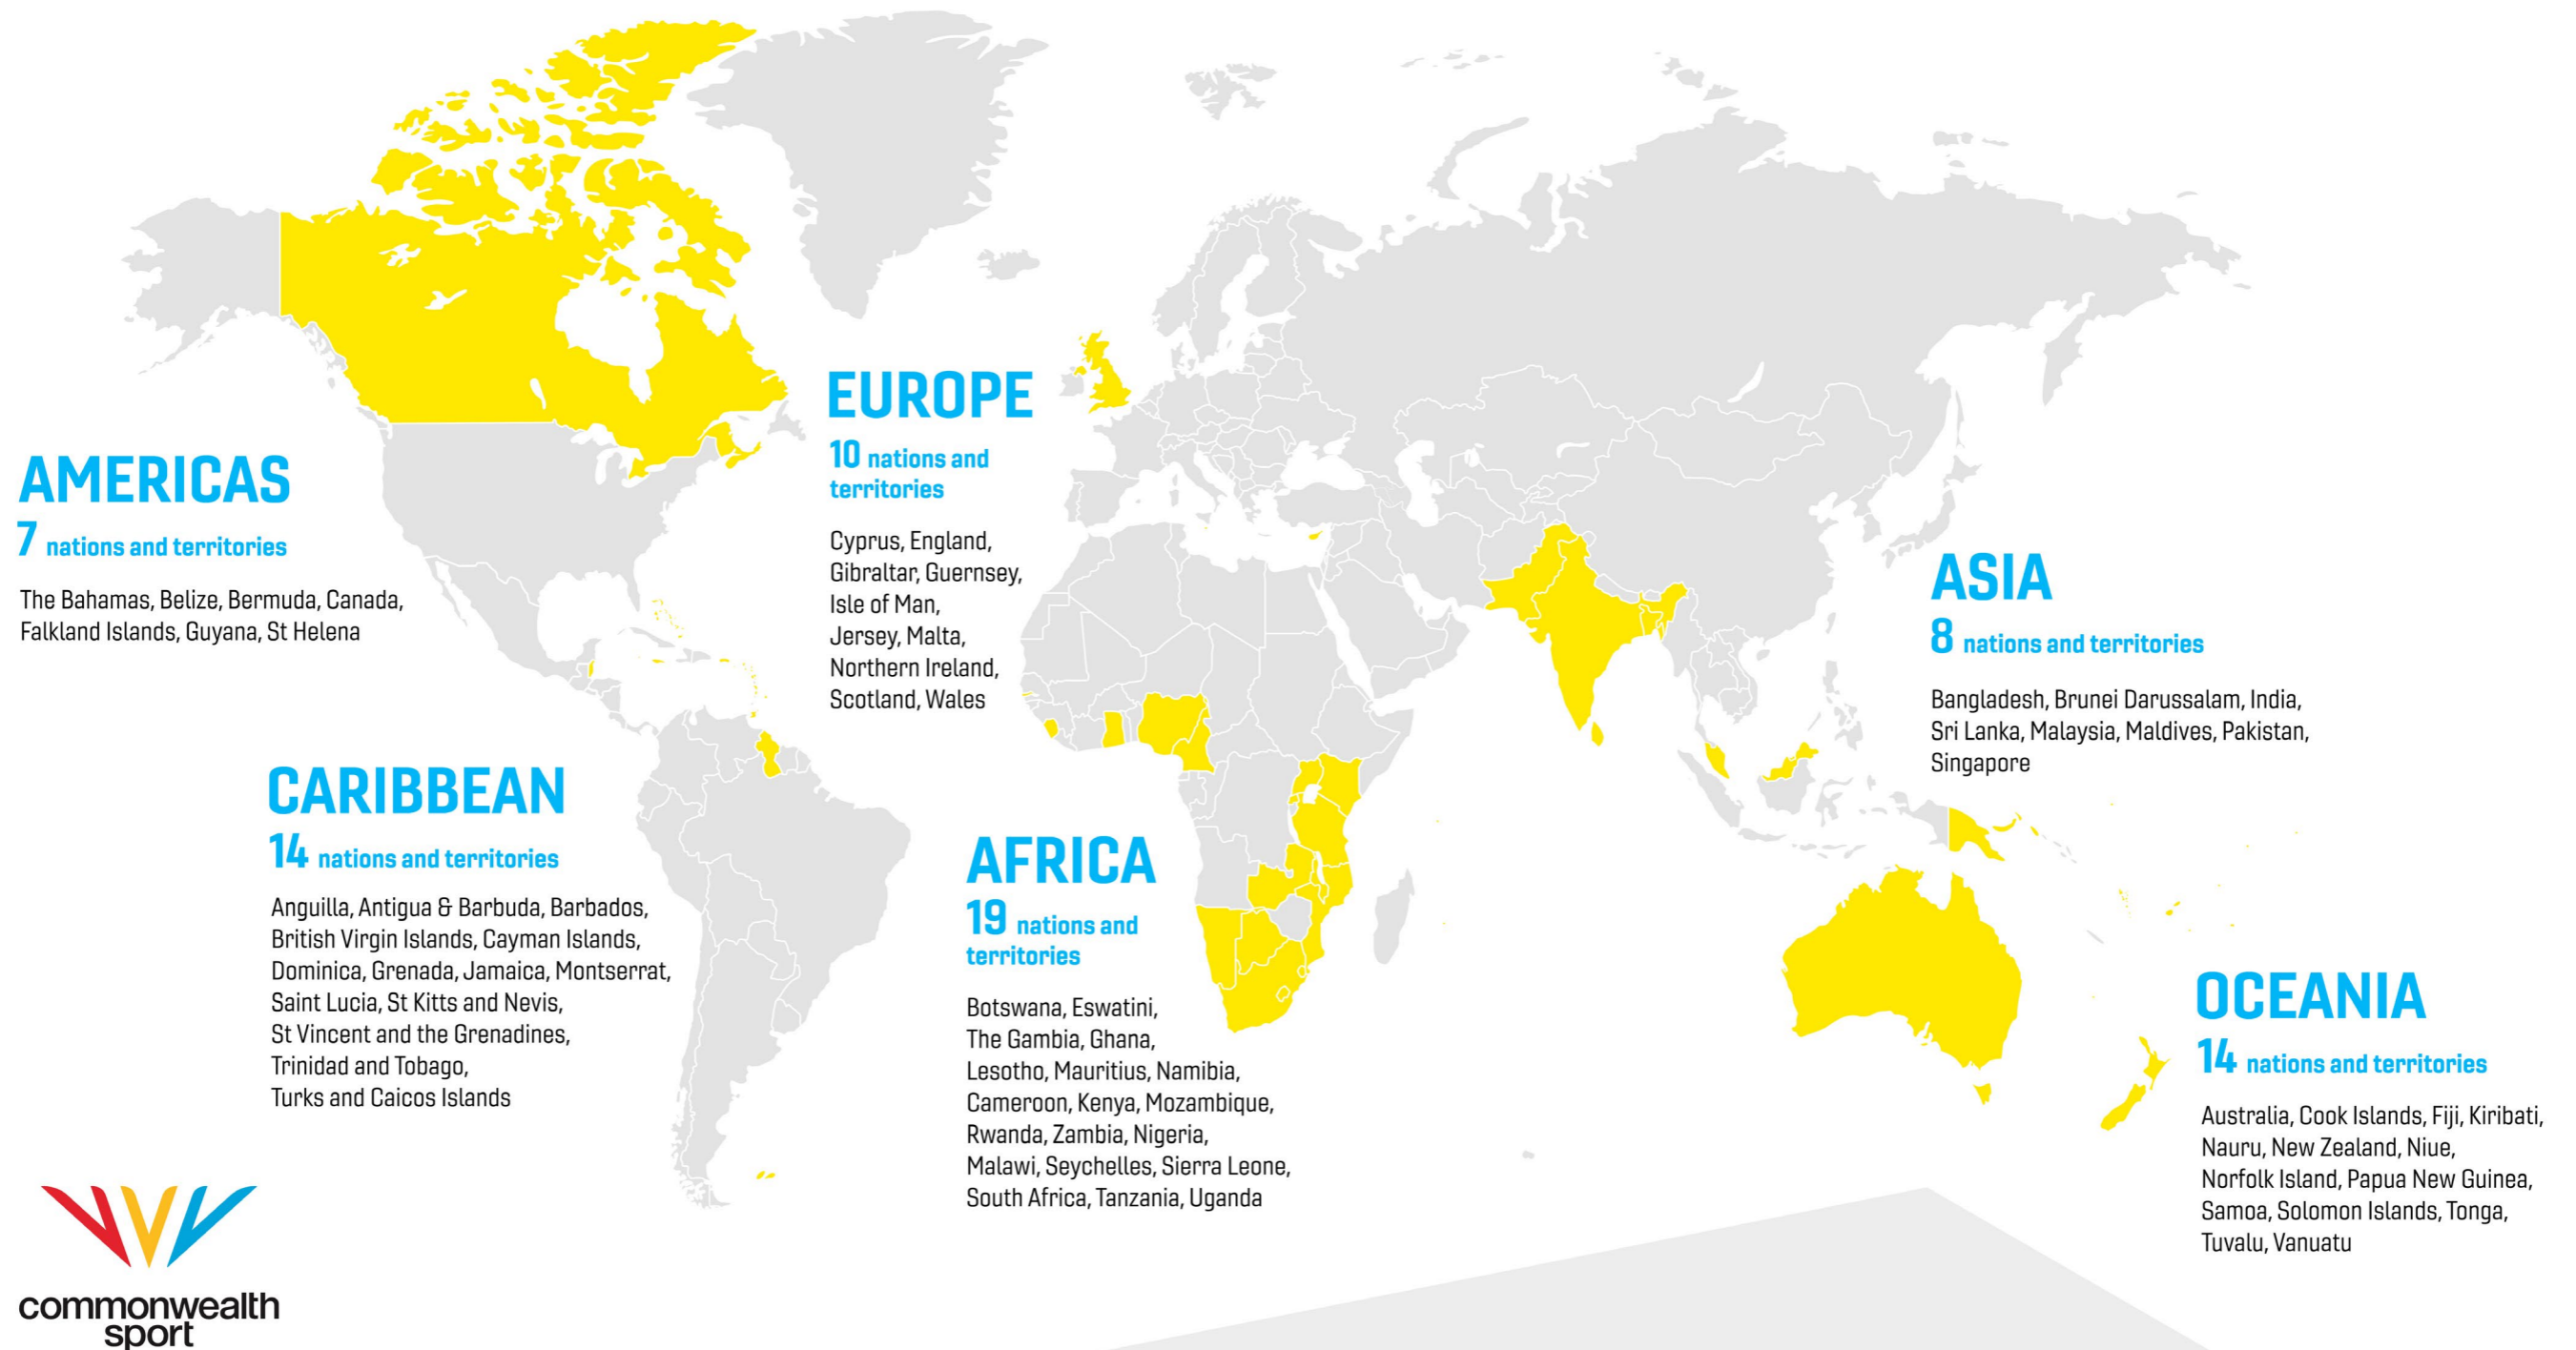 AMERICAS
7 nations and territories
The Bahamas, Belize, Bermuda, Canada,
Falkland Islands, Guyana, St Helena
EUROPE
10 nations and
territories
Cyprus, England,
Gibraltar, Guernsey,
Isle of Man,
Jersey, Malta,
Northern Ireland,
Scotland, Wales
ASIA
8 nations and territories
Bangladesh, Brunei Darussalam, India,
Sri Lanka, Malaysia, Maldives, Pakistan,
Singapore
CARIBBEAN
14 nations and territories
Anguilla, Antigua & Barbuda, Barbados,
British Virgin Islands, Cayman Islands,
Dominica, Grenada, Jamaica, Montserrat,
Saint Lucia, St Kitts and Nevis,
St Vincent and the Grenadines,
Trinidad and Tobago,
Turks and Caicos Islands
AFRICA
19 nations and
territories
Botswana, Eswatini,
The Gambia, Ghana,
Lesotho, Mauritius, Namibia,
Cameroon, Kenya, Mozambique,
Rwanda, Zambia, Nigeria,
Malawi, Seychelles, Sierra Leone,
South Africa, Tanzania, Uganda
OCEANIA
14 nations and territories
Australia, Cook Islands, Fiji, Kiribati,
Nauru, New Zealand, Niue,
Norfolk Island, Papua New Guinea,
Samoa, Solomon Islands, Tonga,
Tuvalu, Vanuatu
commonwealth
sport